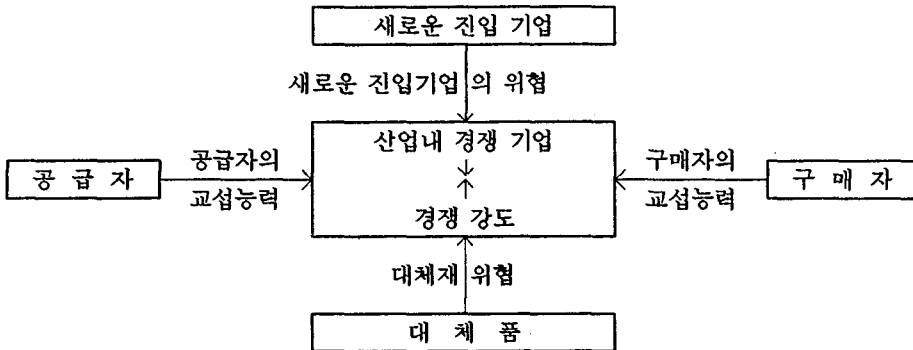 새로운 진입 기업
새로운 진입기업 의 위협
산업내 경쟁 기업
공급자의
구매자의
공 급 자
구 매 자
교섭능력
교섭능력
경쟁 강도
대체재 위협
대 체 품